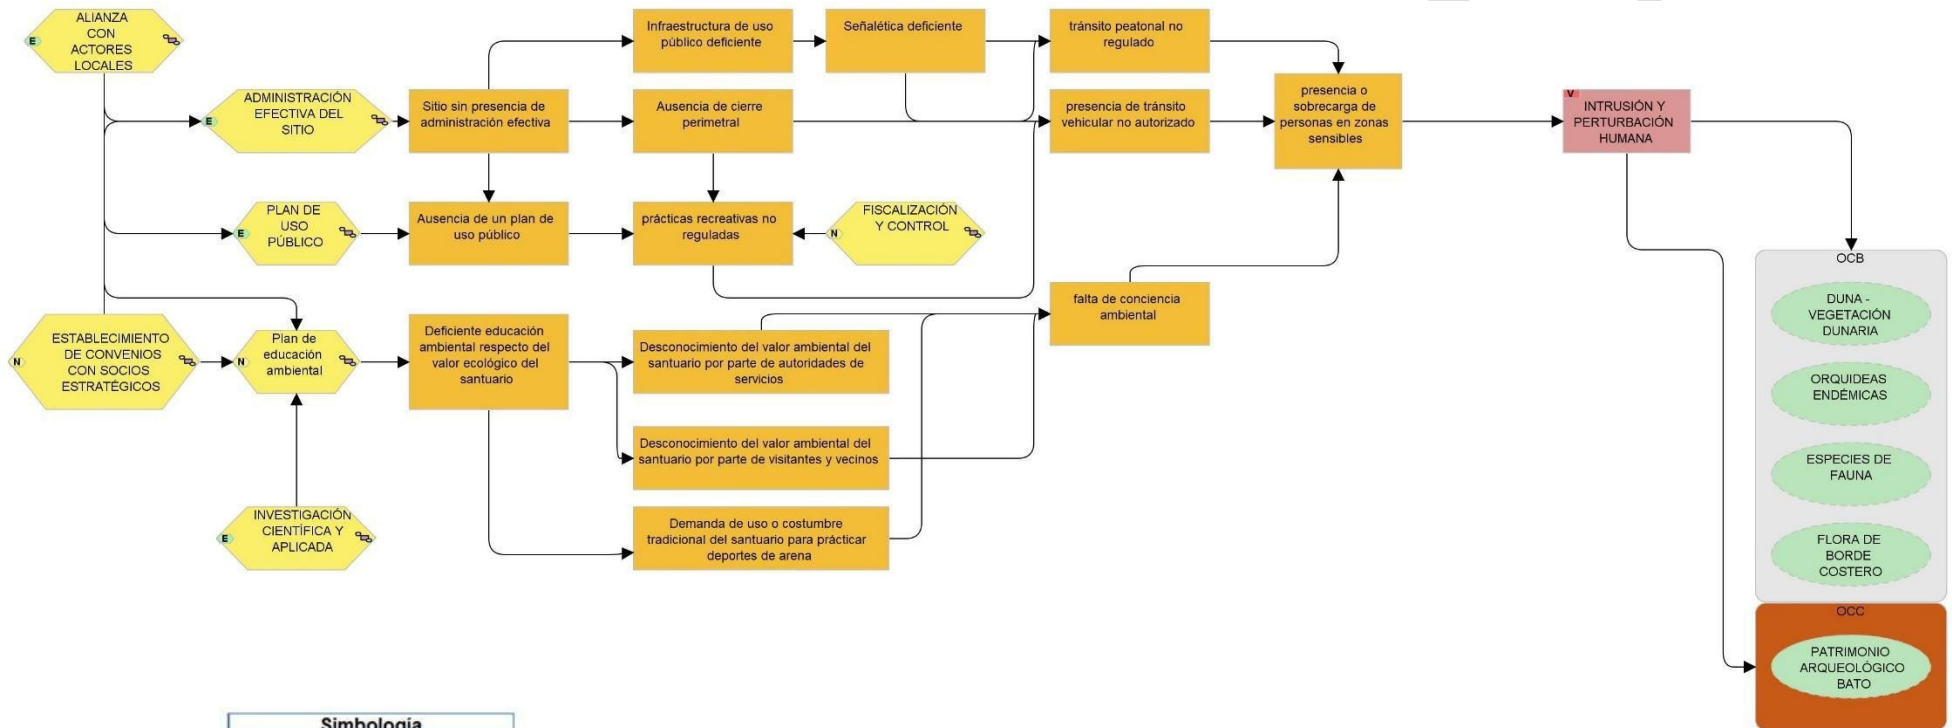 ALIANZA
CON
ACTORES
LOCALES
E
Infraestructura de uso
público deficiente
Señalética deficiente
tránsito peatonal no
regulado
ADMINISTRACIÓN
EFECTIVA DEL
SITIO
E
Sitio sin presencia de
administración efectiva
Ausencia de cierre
perimetral
presencia de tránsito
vehicular no autorizado
presencia o
sobrecarga de
personas en zonas
sensibles
V
INTRUSIÓN Y
PERTURBACIÓN
HUMANA
PLAN DE
USO
PÚBLICO
E
Ausencia de un plan de
uso público
prácticas recreativas no
reguladas
FISCALIZACIÓN
Y CONTROL
N
ESTABLECIMIENTO
DE CONVENIOS
CON SOCIOS
ESTRATÉGICOS
N
Plan de
educación
ambiental
N
Deficiente educación
ambiental respecto del
valor ecológico del
santuario
Desconocimiento del valor ambiental del
santuario por parte de autoridades de
servicios
falta de conciencia
ambiental
Desconocimiento del valor ambiental del
santuario por parte de visitantes y vecinos
Demanda de uso o costumbre
tradicional del santuario para prácticar
deportes de arena
INVESTIGACIÓN
CIENTÍFICA Y
APLICADA
E
OCB
DUNA -
VEGETACIÓN
DUNARIA
ORQUIDEAS
ENDÉMICAS
ESPECIES DE
FAUNA
FLORA DE
BORDE
COSTERO
OCC
PATRIMONIO
ARQUEOLÓGICO
BATO
Simbología